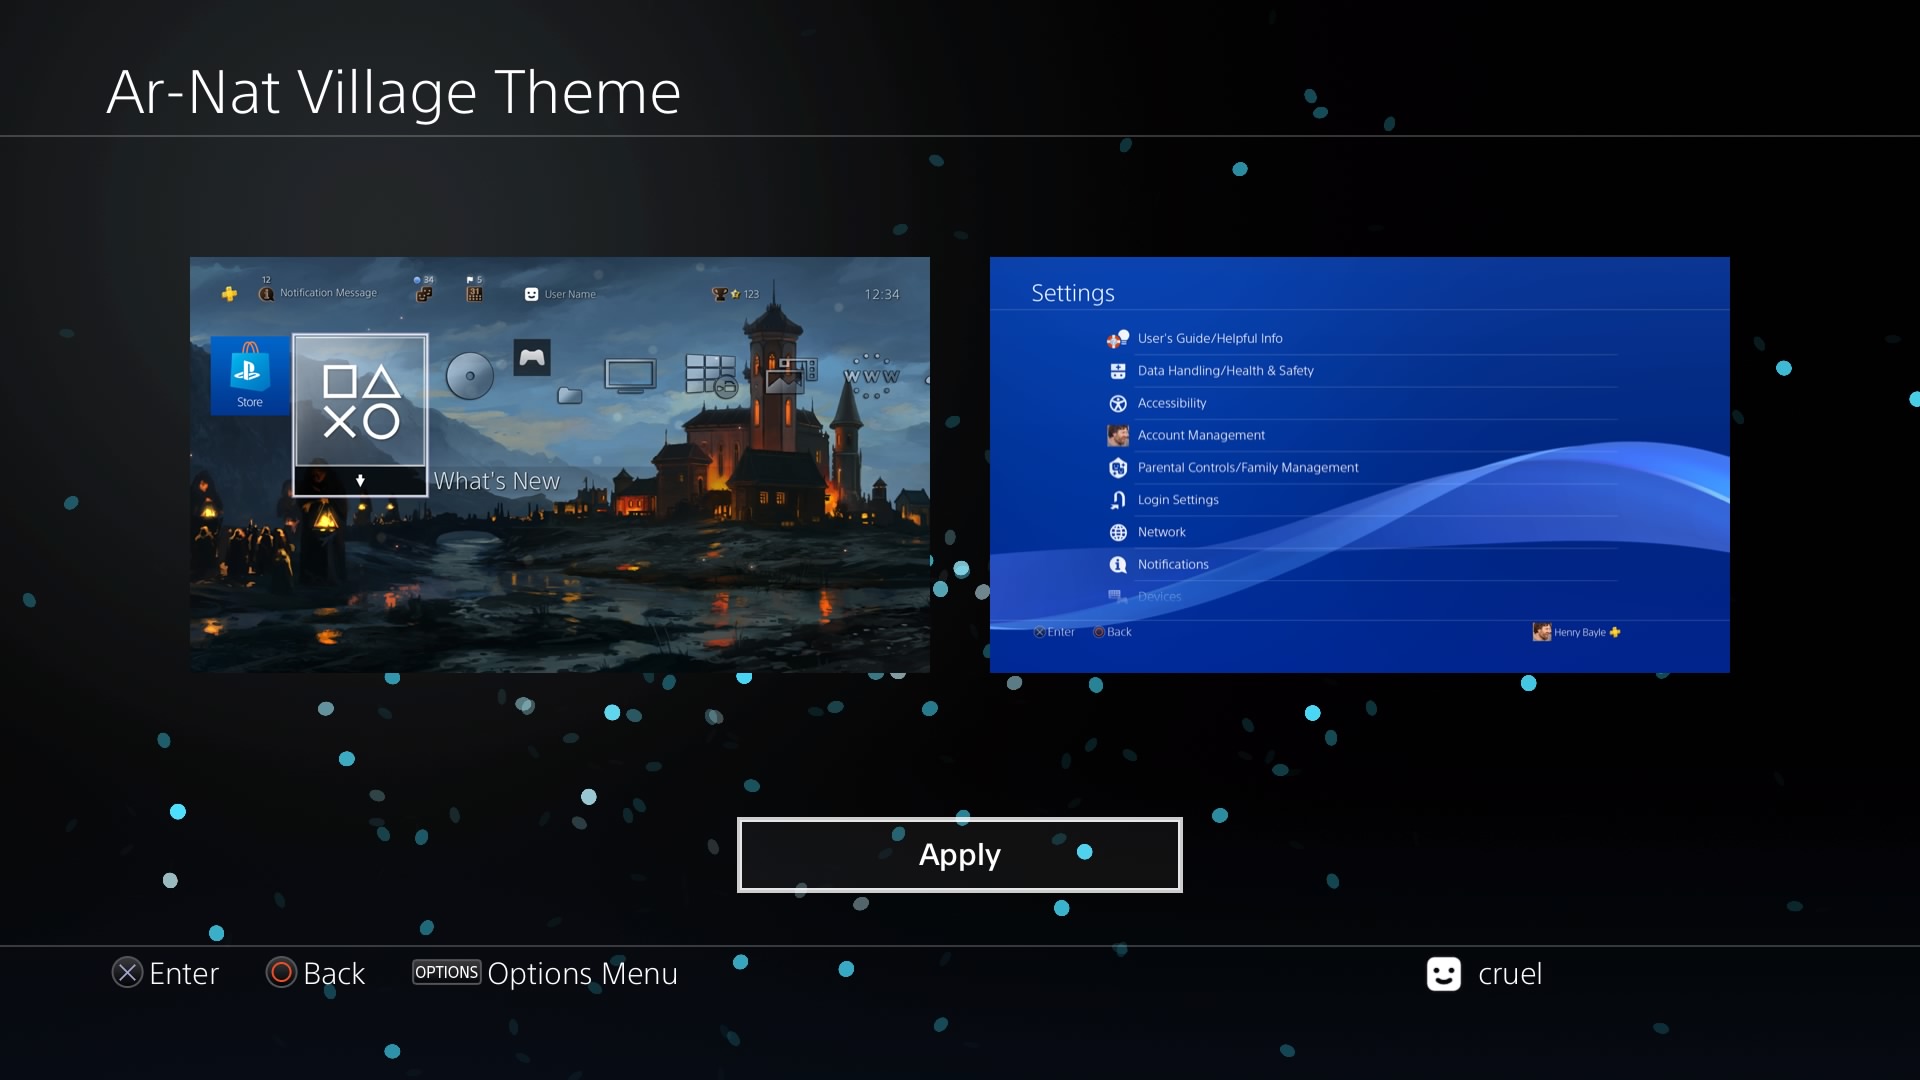 Ar-Nat Village Theme
12
Notification Message
34
5
31
User Name
123
12:34
Store
What's New
WWW
Settings
User's Guide/Helpful Info
Data Handling/Health & Safety
Accessibility
Account Management
Parental Controls/Family Management
Login Settings
Network
Notifications
Devices
Enter
Back
Henry Bayle
Apply
Enter
Back
OPTIONS Options Menu
cruel